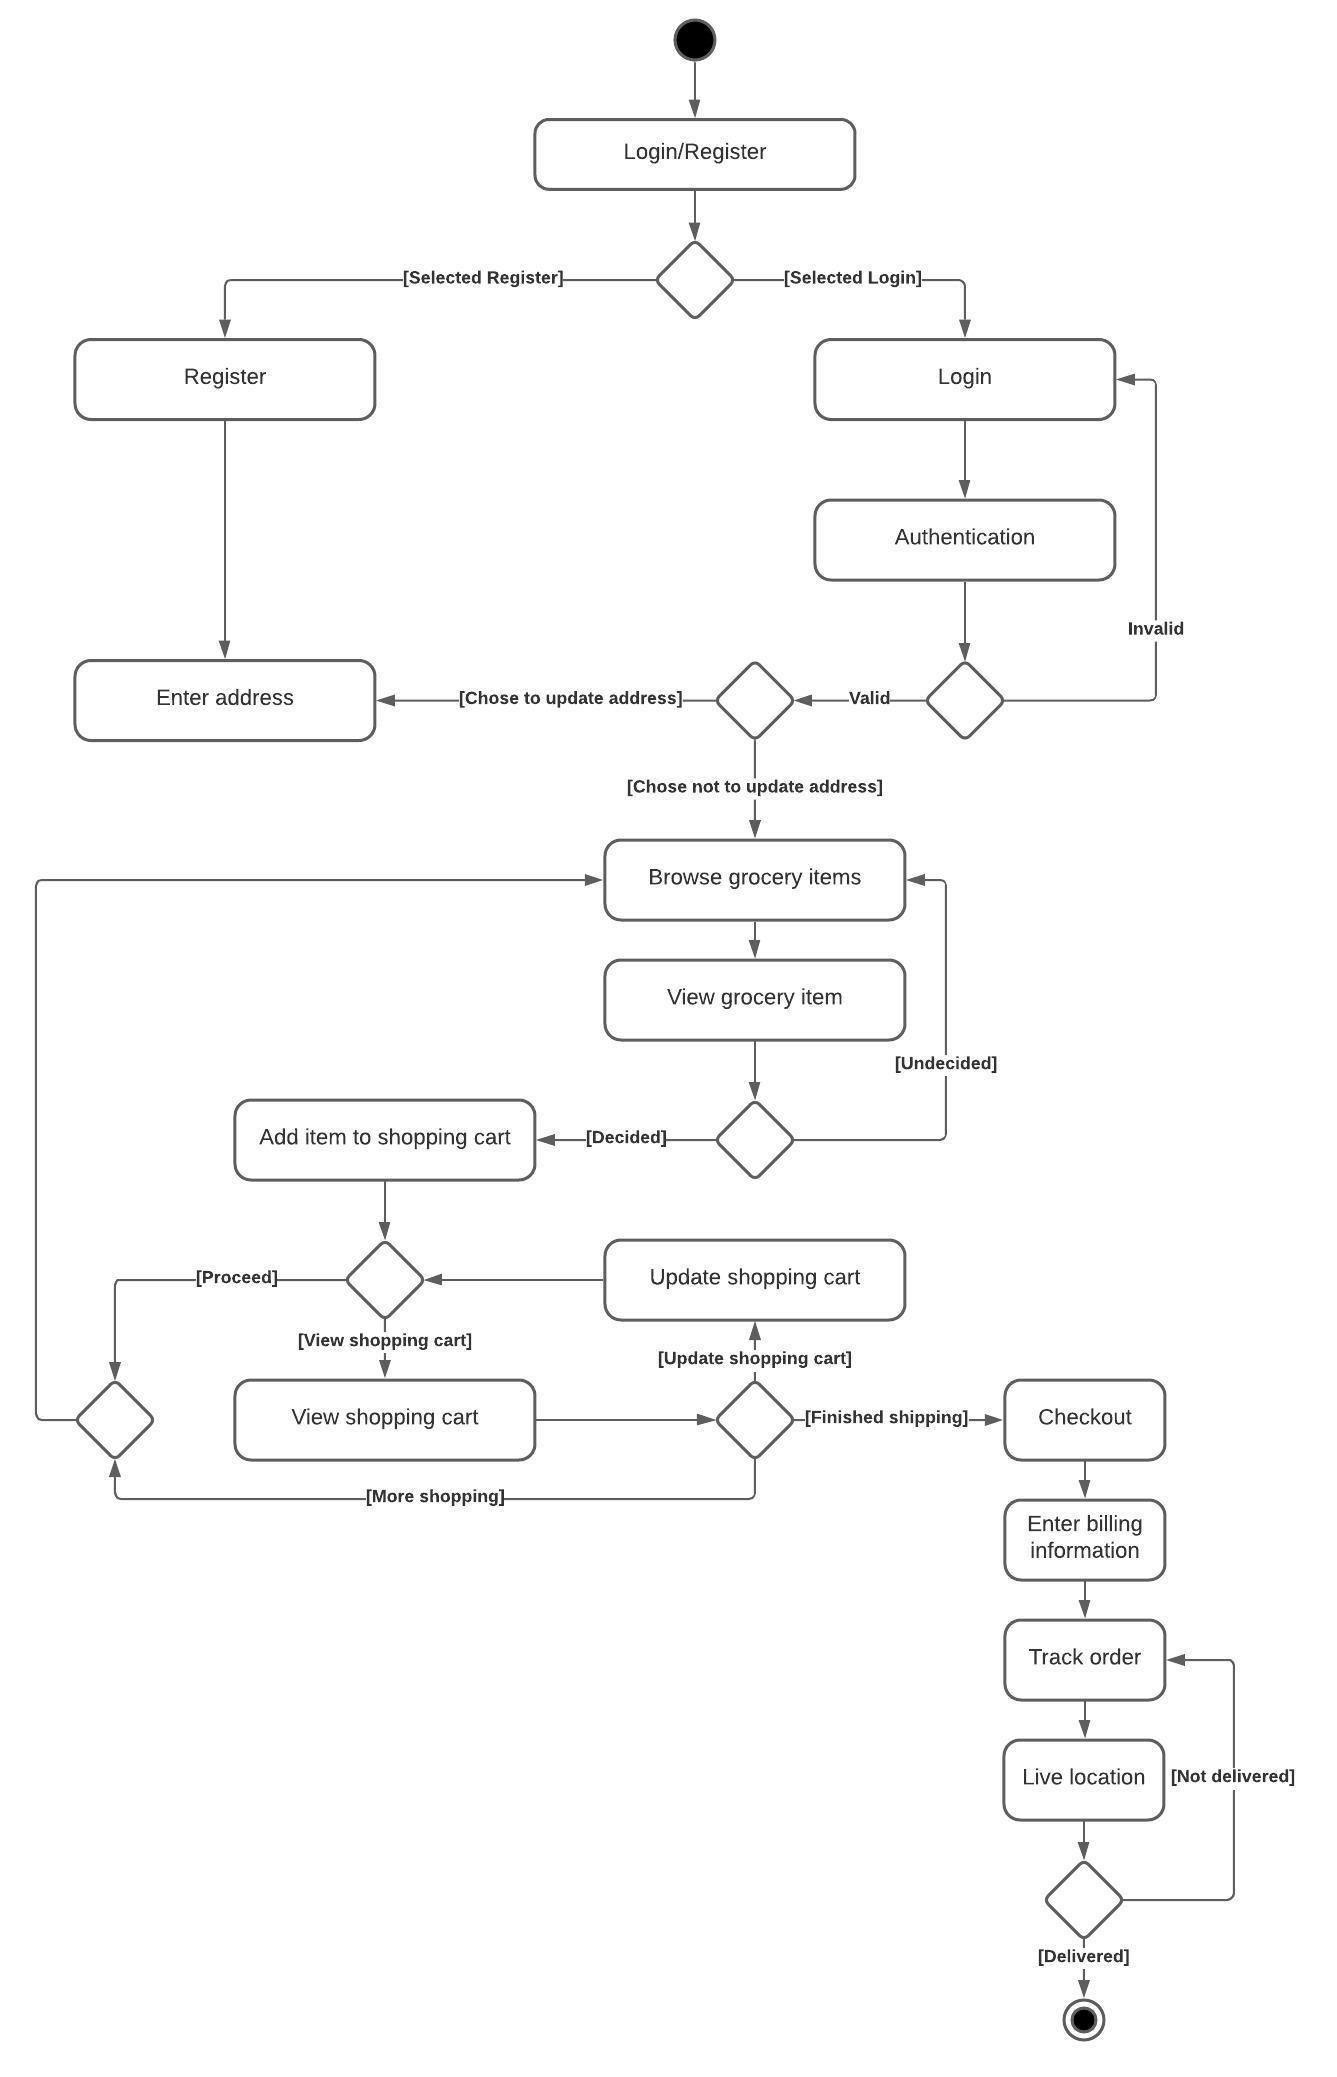 Login/Register
[Selected Register]
[Selected Login]
Register
Login
Authentication
Invalid
Enter address
[Chose to update address]
Valid
[Chose not to update address]
Browse grocery items
View grocery item
[Undecided]
Add item to shopping cart
[Decided]
[Proceed]
Update shopping cart
[View shopping cart]
[Update shopping cart]
View shopping cart
[Finished shipping]
Checkout
[More shopping]
Enter billing
information
Track order
Live location
[Not delivered]
[Delivered]